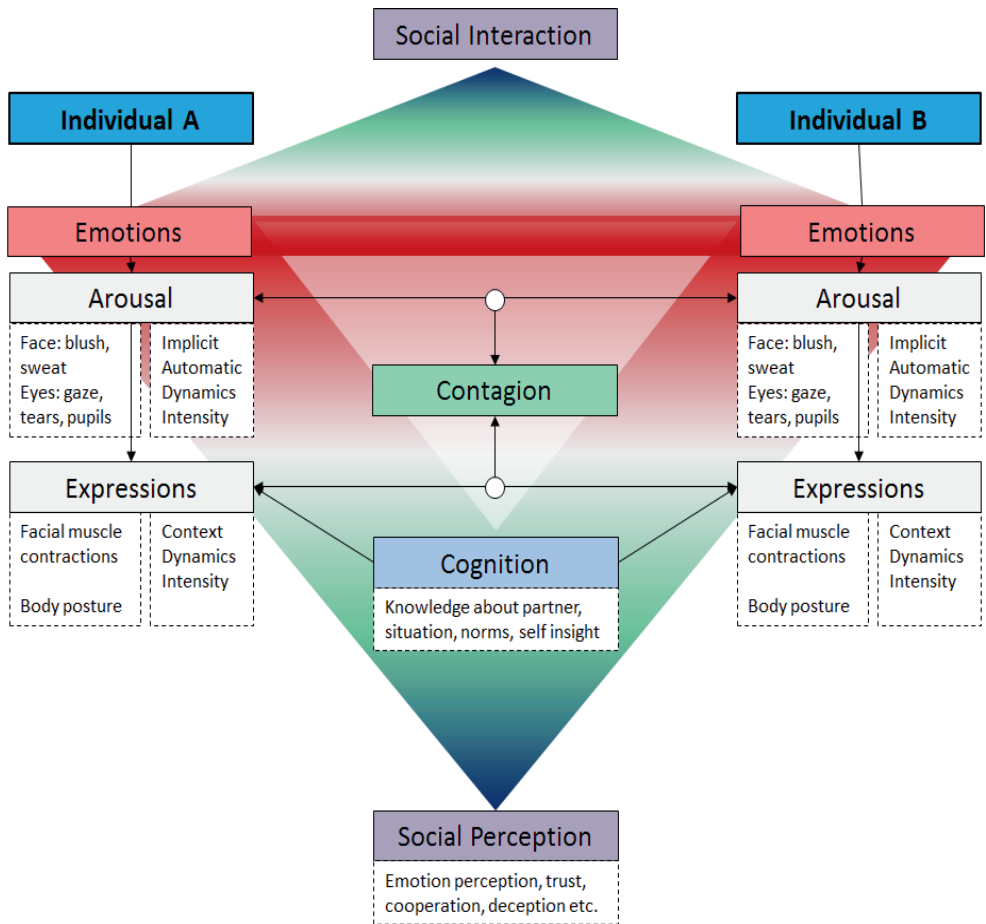 Social Interaction
Individual A
Individual B
Emotions
Emotions
Arousal
Arousal
Face: blush,
sweat
Eyes: gaze,
tears, pupils
Implicit
Automatic
Dynamics
Intensity
Face: blush,
sweat
Eyes: gaze,
tears, pupils
Implicit
Automatic
Dynamics
Intensity
Contagion
Expressions
Expressions
Facial muscle
contractions
Body posture
Context
Dynamics
Intensity
Cognition
Knowledge about partner,
situation, norms, self insight
Facial muscle
contractions
Body posture
Context
Dynamics
Intensity
Social Perception
Emotion perception, trust,
cooperation, deception etc.